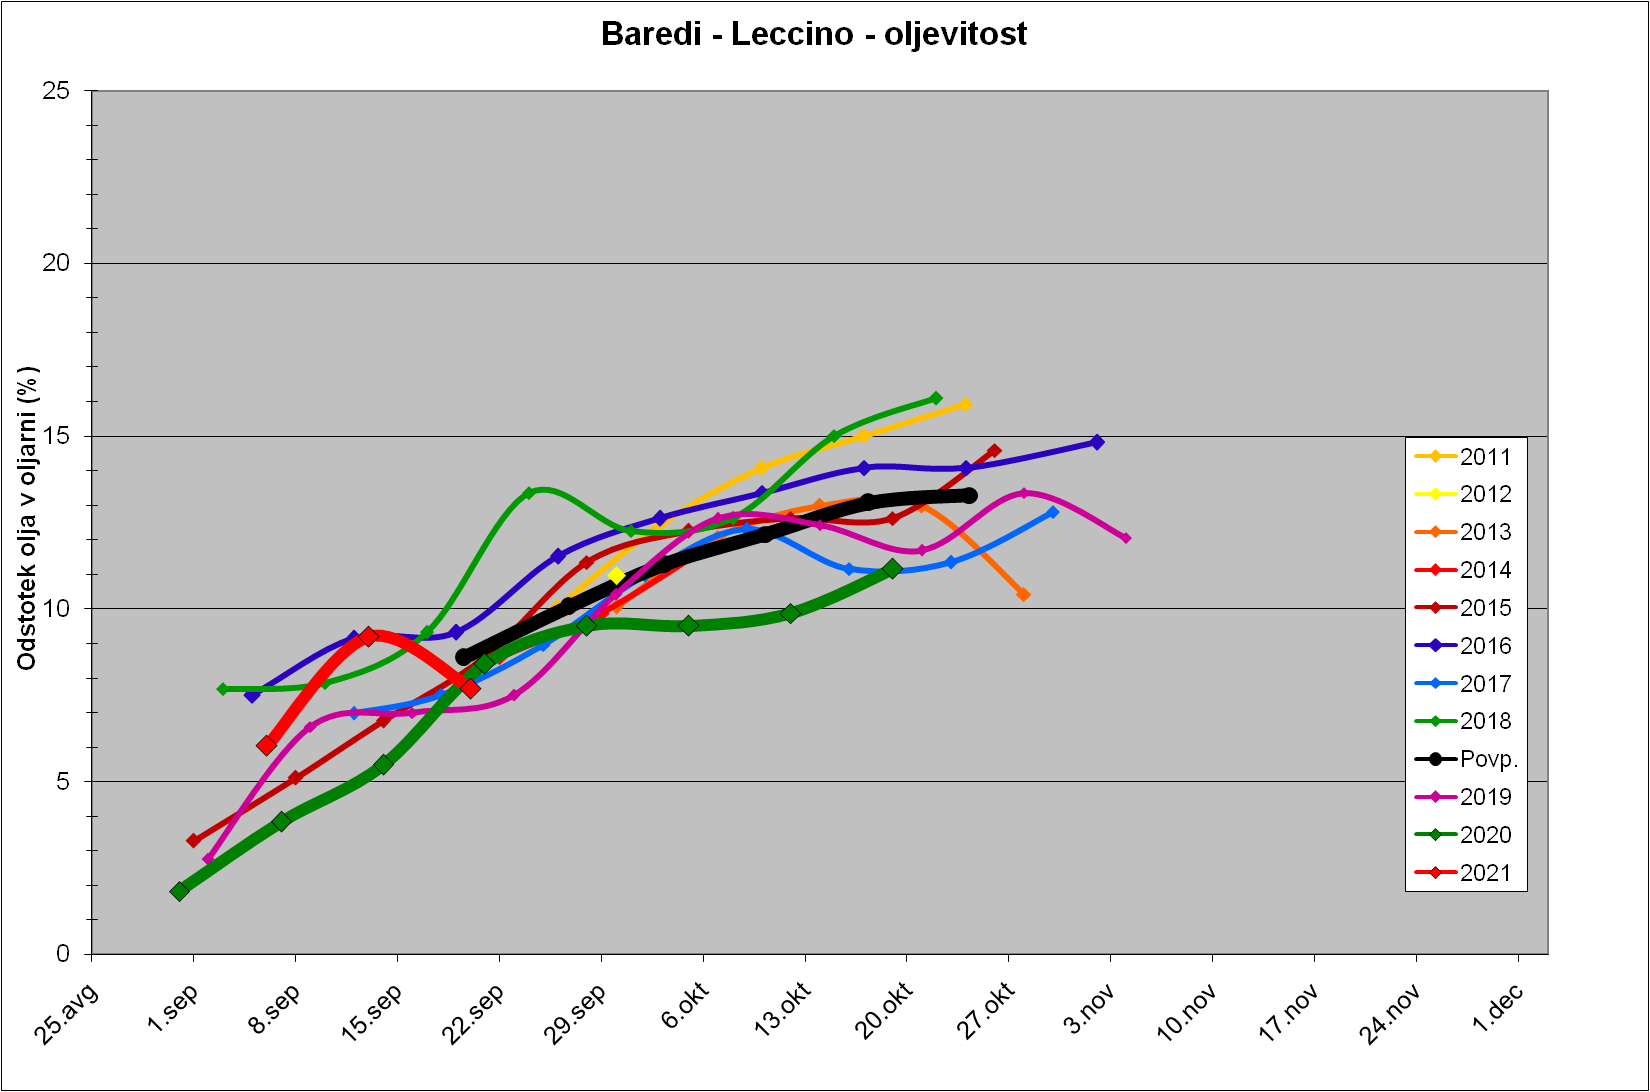 Baredi - Leccino - oljevitost
Odstotek olja v oljarni (%)
25
20
15
10
5
0
25.avg
1.sep
8.sep
15.sep
22.sep
29.sep
6.okt
13.okt
20.okt
27.okt
3.nov
10.nov
17.nov
24.nov
1.dec
2011
2012
2013
2014
2015
2016
2017
2018
Povp.
2019
2020
2021